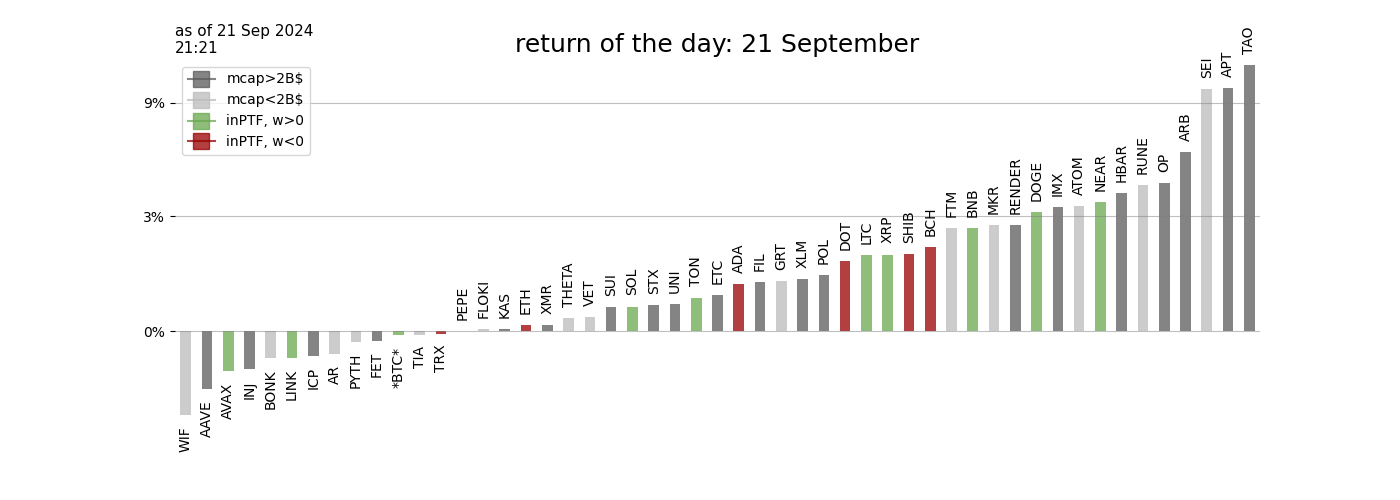 as of 21 Sep 2024
21:21
return of the day: 21 September
mcap>2B$
mcap<2B$
inPTF, w>0
inPTF, w<0
9%
3%
0%
WIF
AAVE
AVAX
INJ
BONK
LINK
ICP
AR
PYTH
FET
*BTC*
TIA
TRX
PEPE
FLOKI
KAS
ETH
XMR
THETA
VET
SUI
SOL
STX
UNI
TON
ETC
ADA
FIL
GRT
XLM
POL
DOT
LTC
XRP
SHIB
BCH
FTM
BNB
MKR
RENDER
DOGE
IMX
ATOM
NEAR
HBAR
RUNE
OP
ARB
SEI
APT
TAO